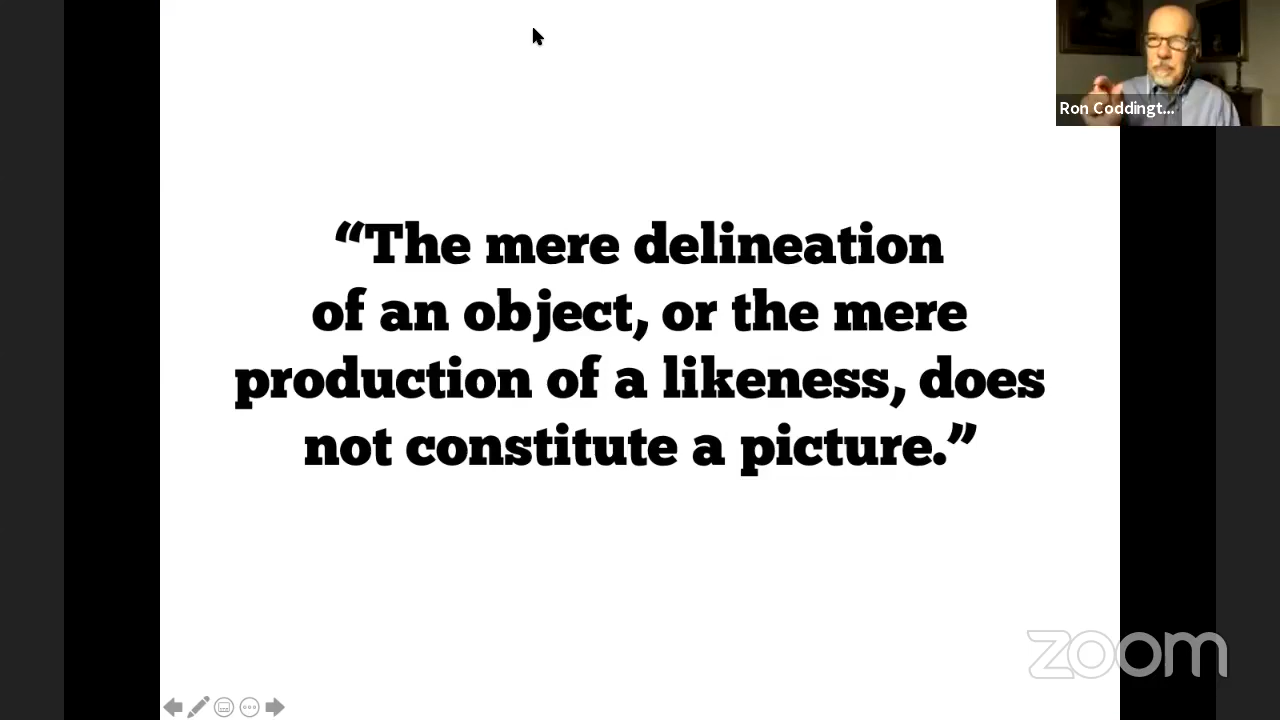 Ron Coddingt...
“The mere delineation
of an object, or the mere
production of a likeness, does
not constitute a picture.”
zoom